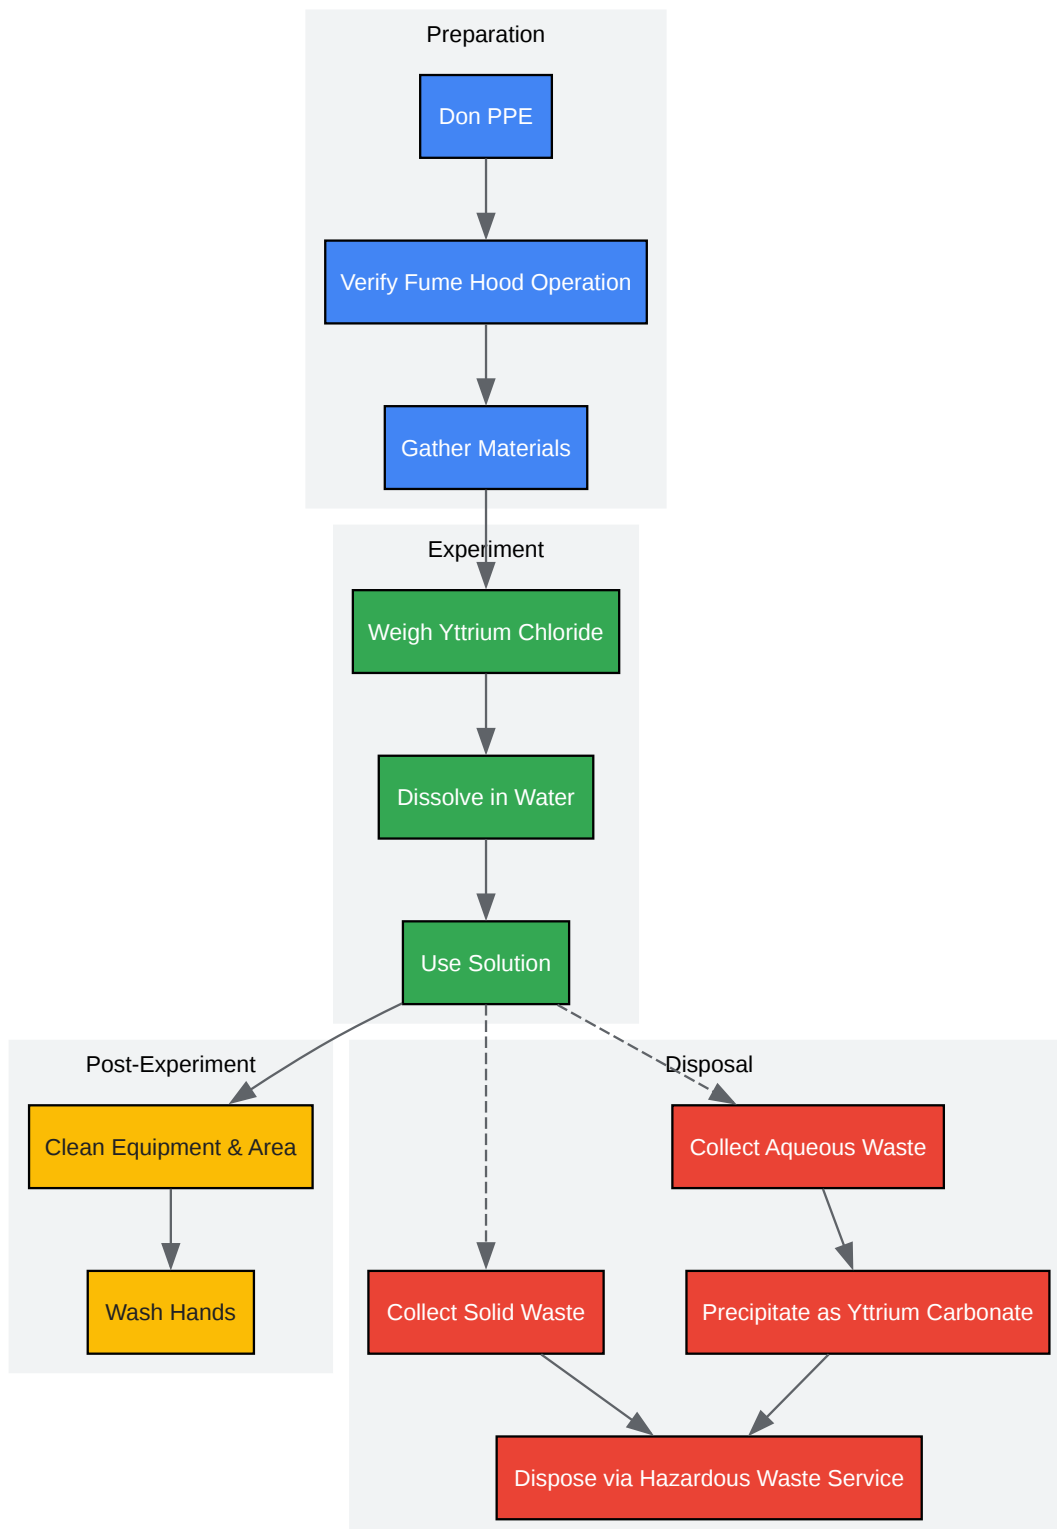 Preparation
Don PPE
Verify Fume Hood Operation
Gather Materials
Experiment
Weigh Yttrium Chloride
Dissolve in Water
Use Solution
Post-Experiment
Clean Equipment & Area
Wash Hands
Disposal
Collect Aqueous Waste
Collect Solid Waste
Precipitate as Yttrium Carbonate
Dispose via Hazardous Waste Service